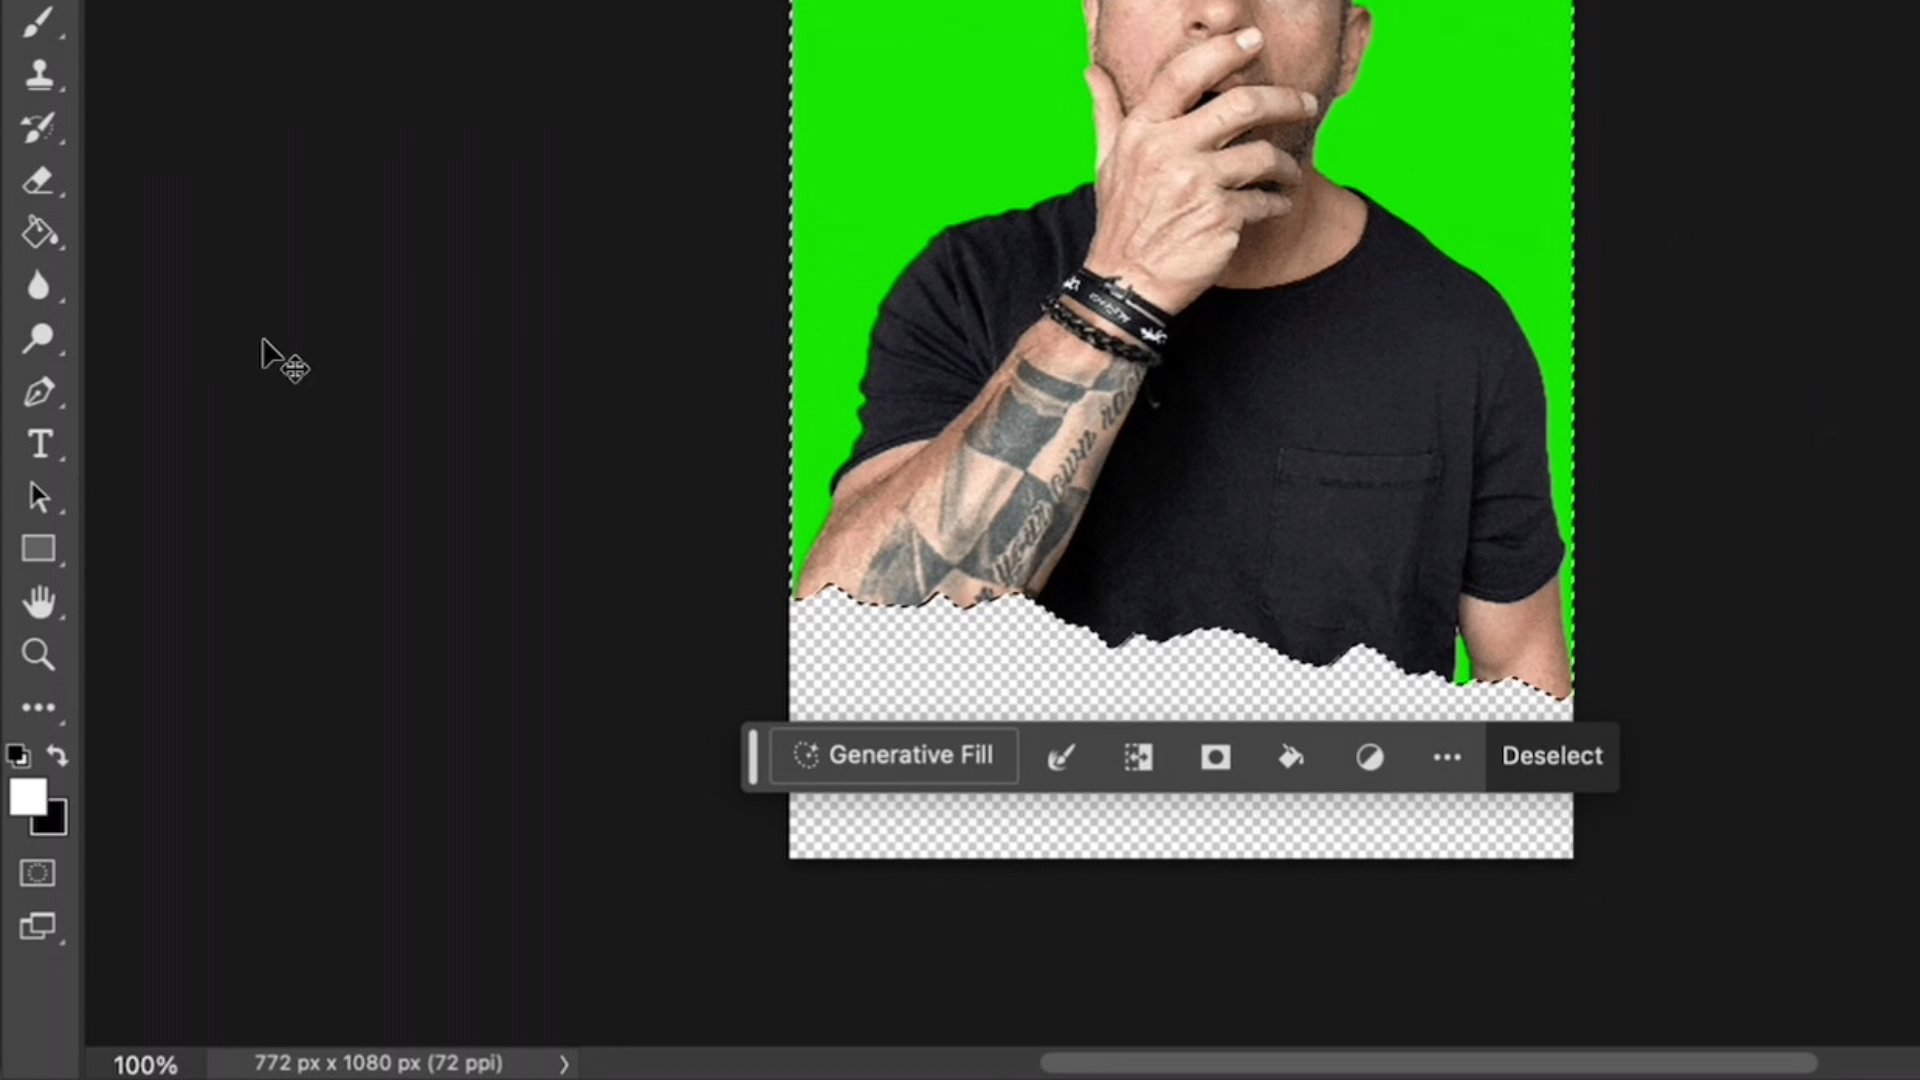 T
Generative Fill
Deselect
100%
772 px x 1080 px (72 ppi)